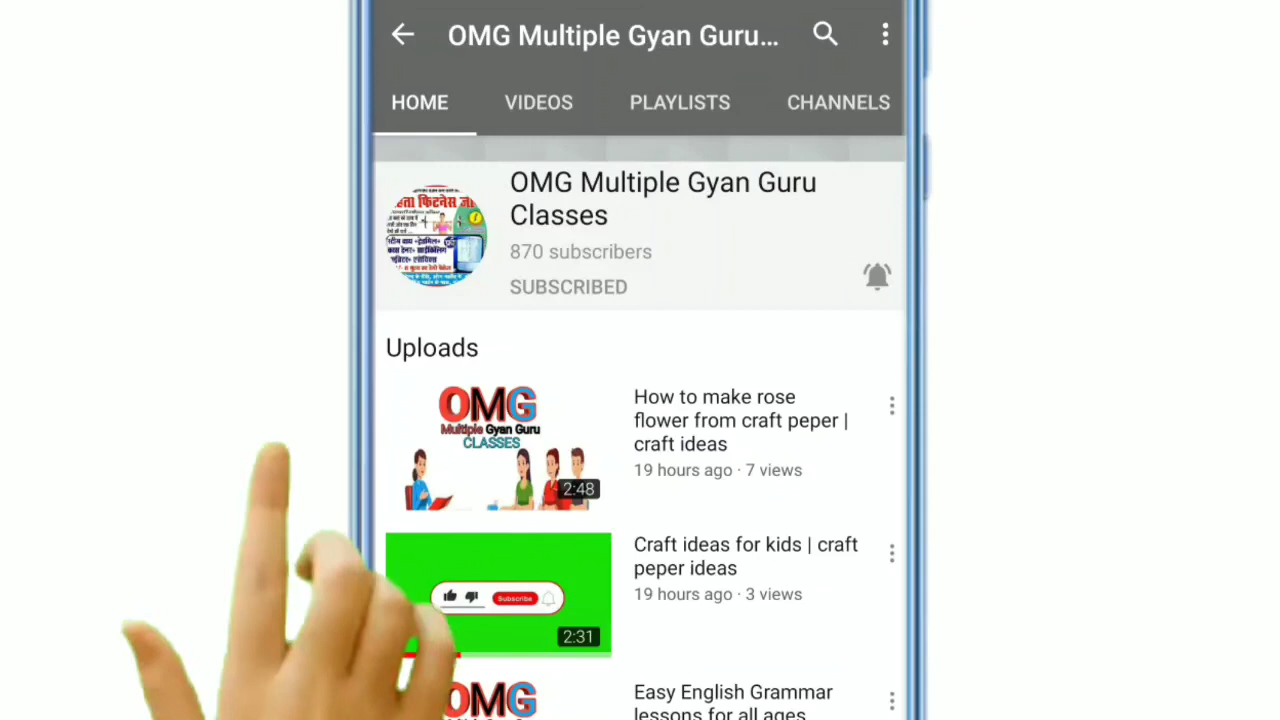 OMG Multiple Gyan Guru...
HOME VIDEOS PLAYLISTS CHANNELS
OMG Multiple Gyan Guru
Classes
870 subscribers
SUBSCRIBED
फिटनेस
Uploads
OMG
Multiple Gyan Guru
CLASSES
2:48
How to make rose
flower from craft peper |
craft ideas
19 hours ago · 7 views
Subscribe
2:31
Craft ideas for kids | craft
peper ideas
19 hours ago · 3 views
OMG
Easy English Grammar
lessons for all ages